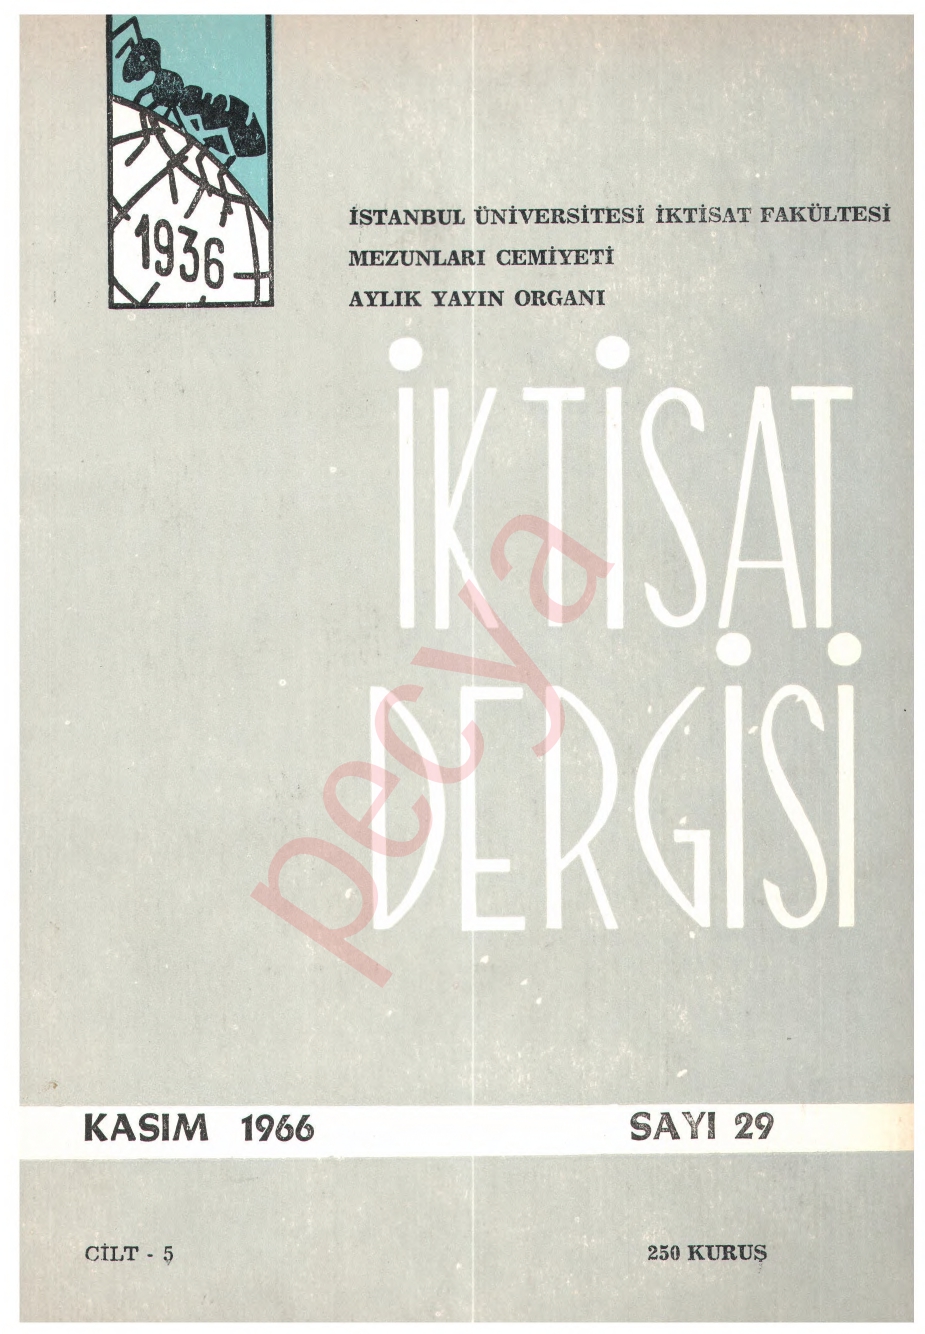 1936
İSTANBUL ÜNİVERSİTESİ İKTİSAT FAKÜLTESİ
MEZUNLARI CEMİYETİ
AYLIK YAYIN ORGANI
İKTİSAT
DERGİSİ
pecya
KASIM 1966
SAYI 29
CİLT - 5
250 KURUŞ